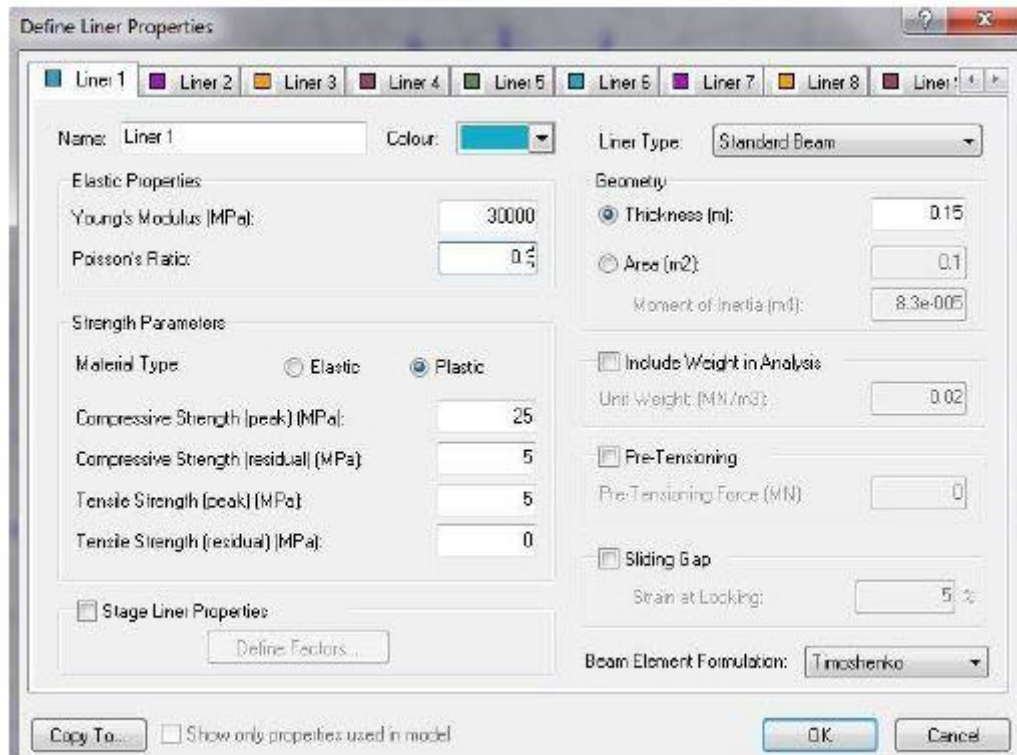 Define Liner Properties
Liner 1 Liner 2 Liner 3 Liner 4 Liner 5 Liner 6 Liner 7 Liner 8 Liner
Name: Liner 1 Colour: Liner Type: Standard Beam
Elastic Properties
Young's Modulus (MPa): 30000
Poisson's Ratio:
Geometry
Thickness (m): 0.15
Area (m2): 0.1
Moment of Inertia (m4): 8.3e-005
Strength Parameters
Material Type: Elastic Plastic
Compressive Strength (peak) (MPa): 25
Compressive Strength (residual) (MPa): 5
Tensile Strength (peak) (MPa): 5
Tensile Strength (residual) (MPa): 0
Include Weight in Analysis
Unit Weight: (MN/m3): 0.02
Pre-Tensioning
Pre-Tensioning Force (MN) 0
Sliding Gap
Strain at Locking: 5 %
Stage Liner Properties
Define Factors...
Beam Element Formulation: Timoshenko
Copy To... Show only properties used in model OK Cancel